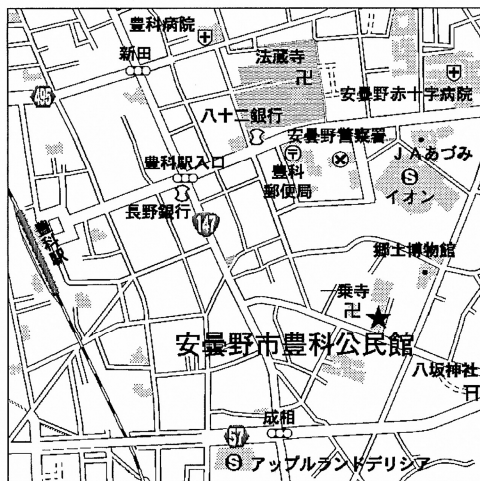 豊科病院
新田
法蔵寺
495
安曇野赤十字病院
八十二銀行
安曇野警察署
豊科駅入口
豊科
郵便局
JAあづみ
S
イオン
長野銀行
147
豊科駅
郷土博物館
一乗寺
安曇野市豊科公民館
八坂神社
成相
57
S アップルランドデリシア